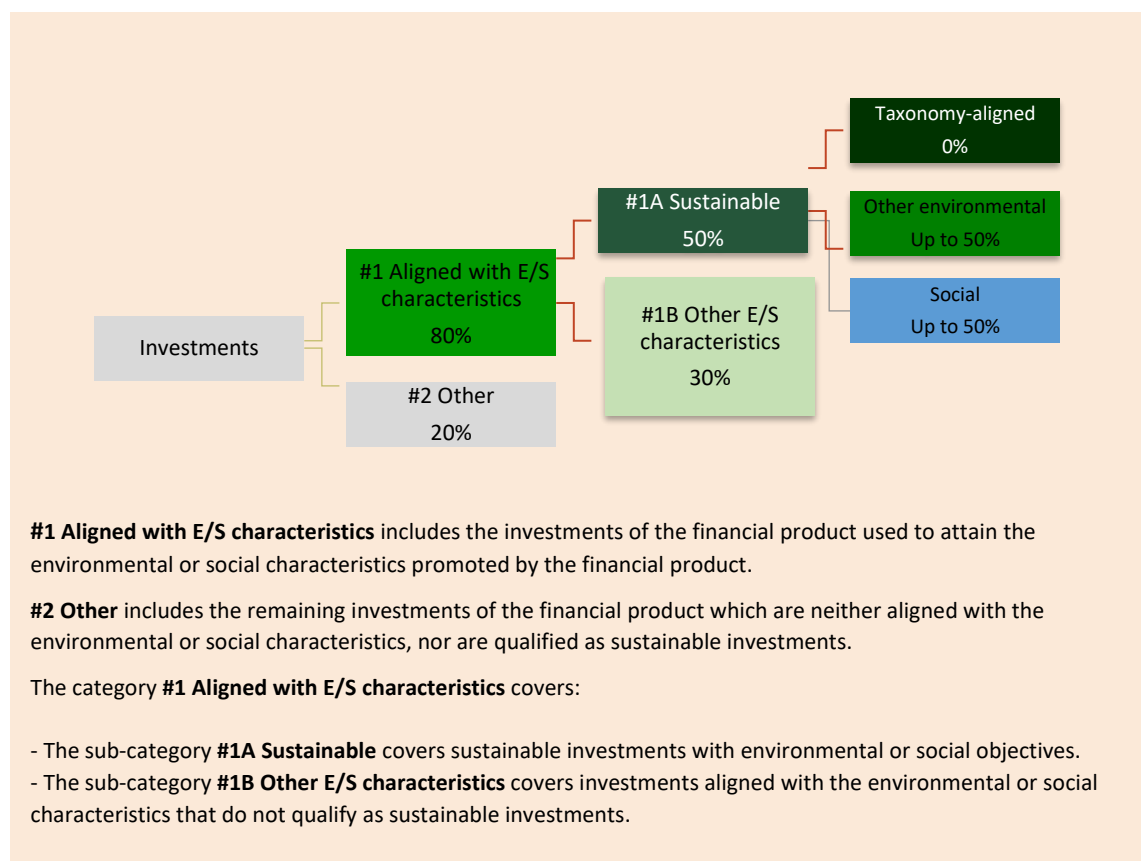 Taxonomy-aligned
0%
#1A Sustainable
50%
Other environmental
Up to 50%
#1 Aligned with E/S
characteristics
80%
#1B Other E/S
characteristics
30%
Social
Up to 50%
Investments
#2 Other
20%
#1 Aligned with E/S characteristics includes the investments of the financial product used to attain the
environmental or social characteristics promoted by the financial product.
#2 Other includes the remaining investments of the financial product which are neither aligned with the
environmental or social characteristics, nor are qualified as sustainable investments.
The category #1 Aligned with E/S characteristics covers:
- The sub-category #1A Sustainable covers sustainable investments with environmental or social objectives.
- The sub-category #1B Other E/S characteristics covers investments aligned with the environmental or social
characteristics that do not qualify as sustainable investments.